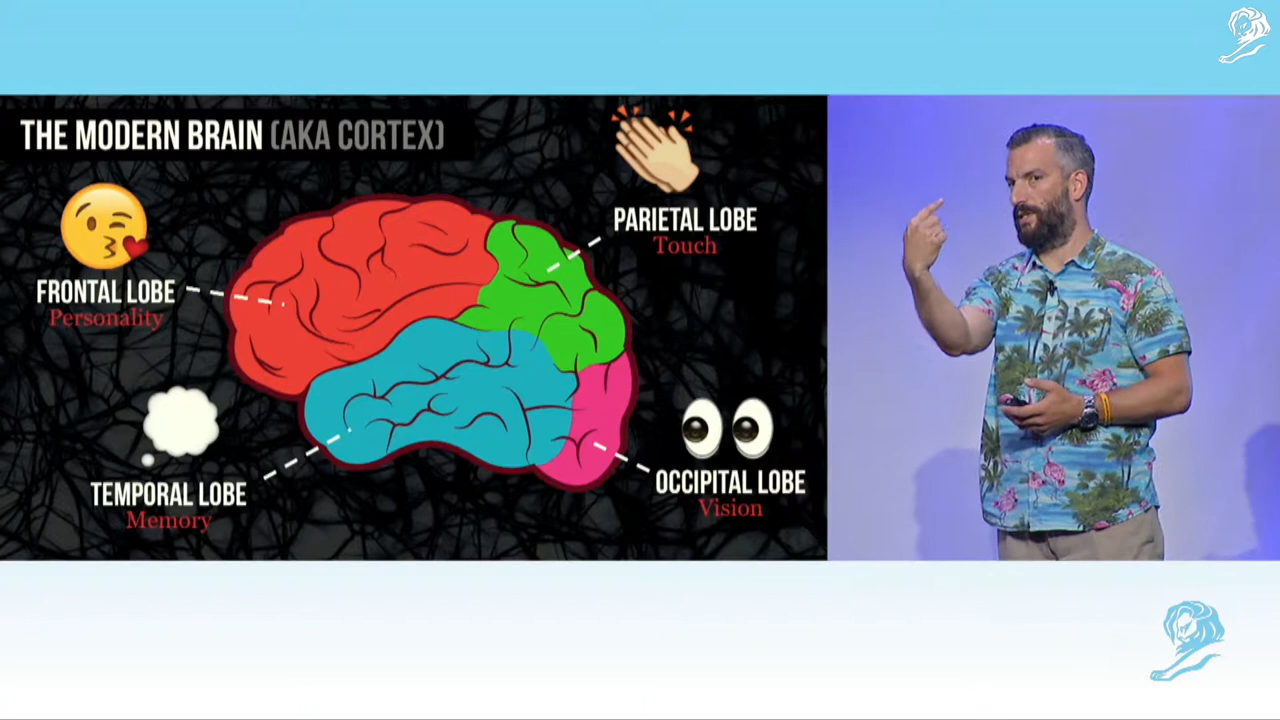 THE MODERN BRAIN (AKA CORTEX)
PARIETAL LOBE
Touch
FRONTAL LOBE
Personality
TEMPORAL LOBE
Memory
OCCIPITAL LOBE
Vision